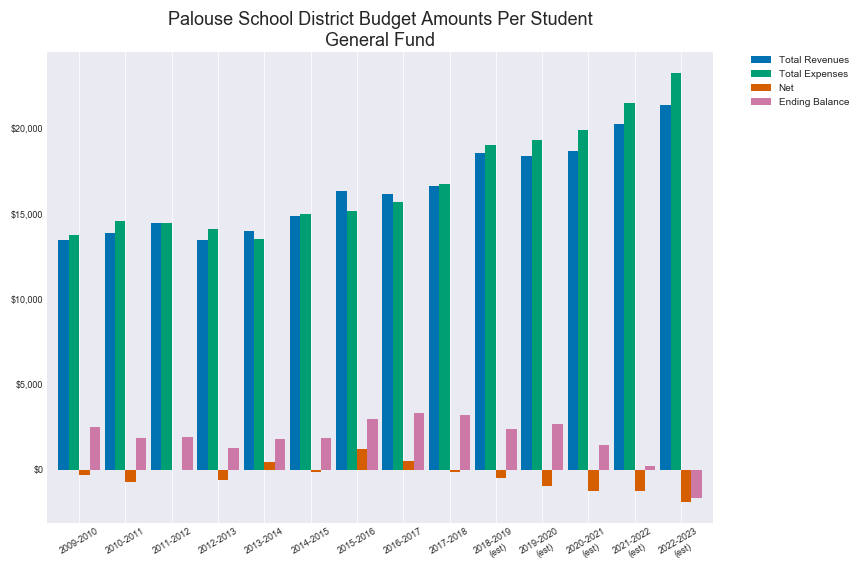 Palouse School District Budget Amounts Per Student
General Fund
Total Revenues
Total Expenses
Net
Ending Balance
$20,000
$15,000
$10,000
$5,000
$0
2009-2010
2010-2011
2011-2012
2012-2013
2013-2014
2014-2015
2015-2016
2016-2017
2017-2018
2018-2019
(est)
2019-2020
(est)
2020-2021
(est)
2021-2022
(est)
2022-2023
(est)